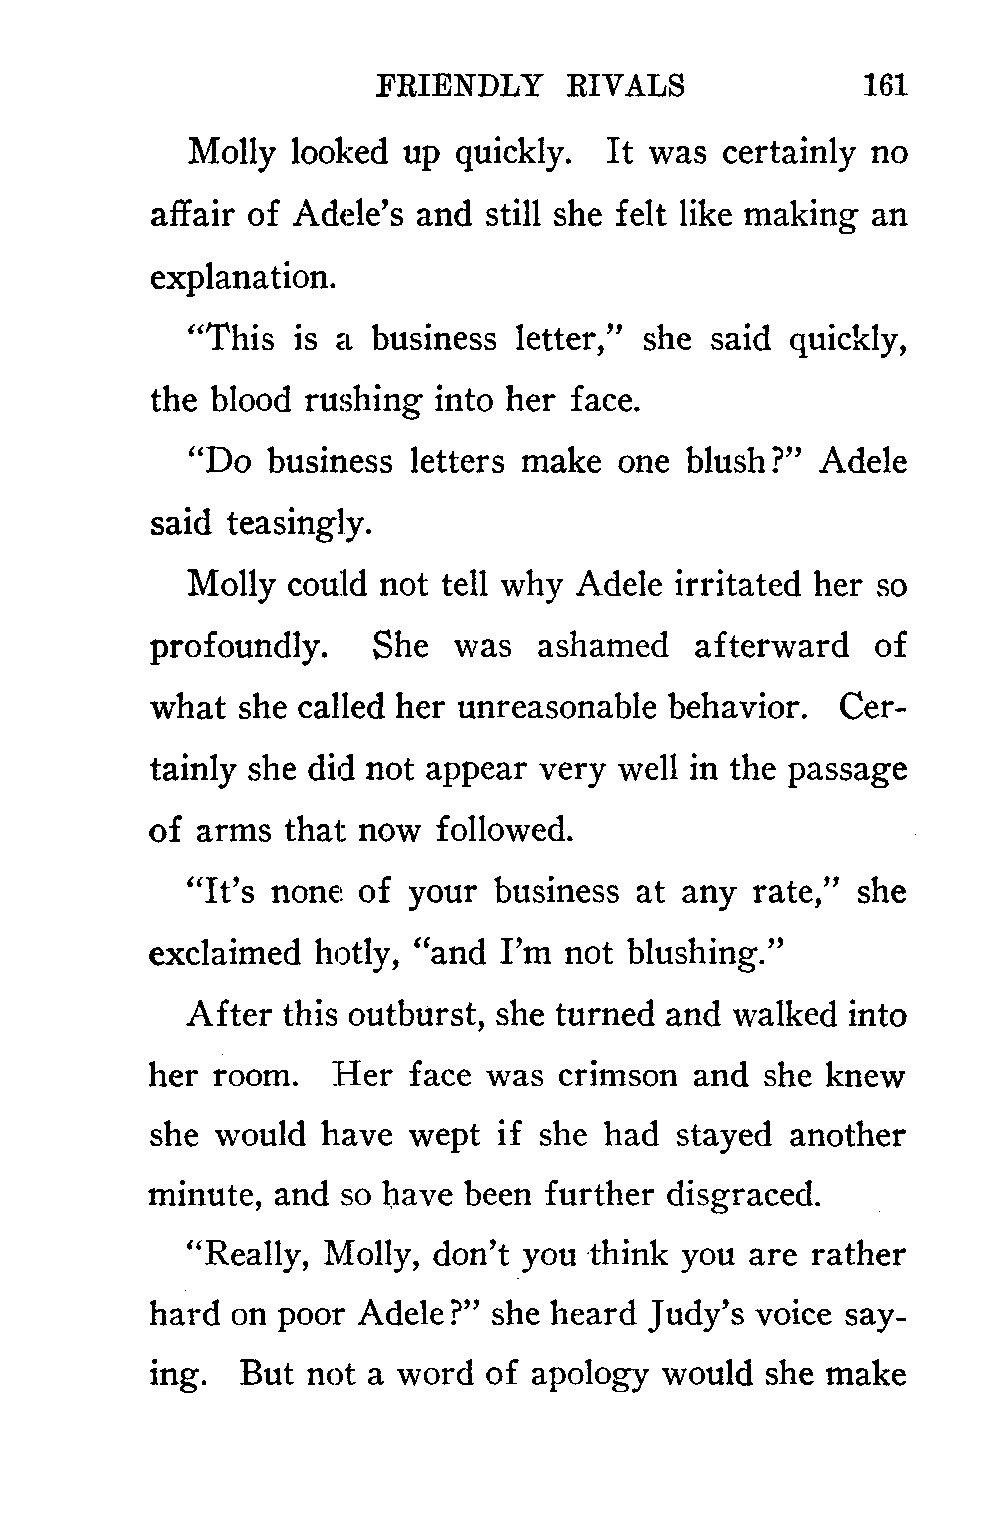 FRIENDLY RIVALS 161
Molly looked up quickly. It was certainly no
affair of Adele's and still she felt like making an
explanation.
“This is a business letter,” she said quickly,
the blood rushing into her face.
“Do business letters make one blush?” Adele
said teasingly.
Molly could not tell why Adele irritated her so
profoundly. She was ashamed afterward of
what she called her unreasonable behavior. Cer-
tainly she did not appear very well in the passage
of arms that now followed.
“It's none of your business at any rate,” she
exclaimed hotly, “and I'm not blushing.”
After this outburst, she turned and walked into
her room. Her face was crimson and she knew
she would have wept if she had stayed another
minute, and so have been further disgraced.
“Really, Molly, don't you think you are rather
hard on poor Adele?” she heard Judy's voice say-
ing. But not a word of apology would she make